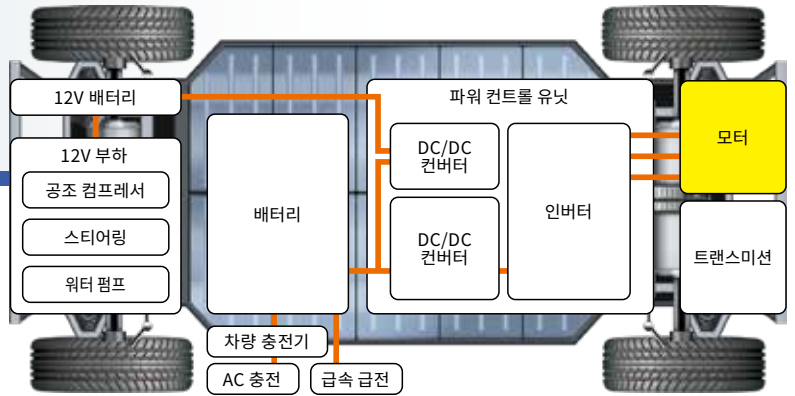 12V 배터리
12V 부하
공조 컴프레서
스티어링
워터 펌프
배터리
차량 충전기
AC 충전
급속 급전
파워 컨트롤 유닛
DC/DC
컨버터
DC/DC
컨버터
인버터
모터
트랜스미션